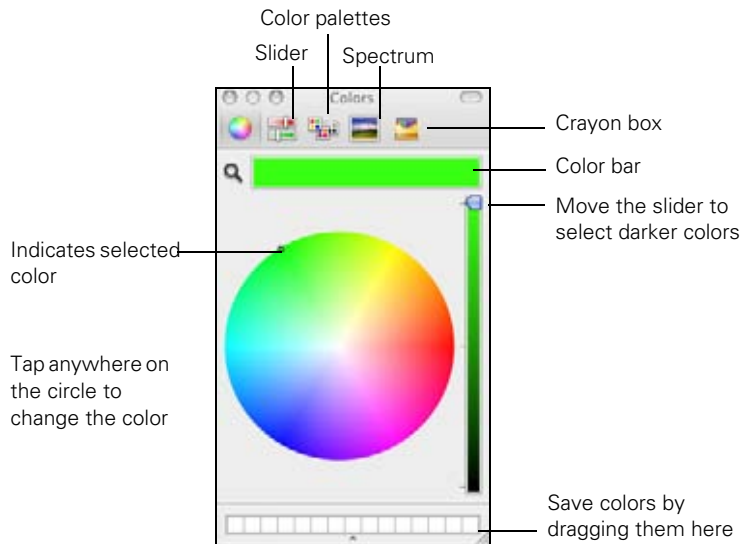 Color palettes
Slider
Spectrum
Colors
Crayon box
Color bar
Move the slider to
select darker colors
Indicates selected
color
Tap anywhere on
the circle to
change the color
Save colors by
dragging them here